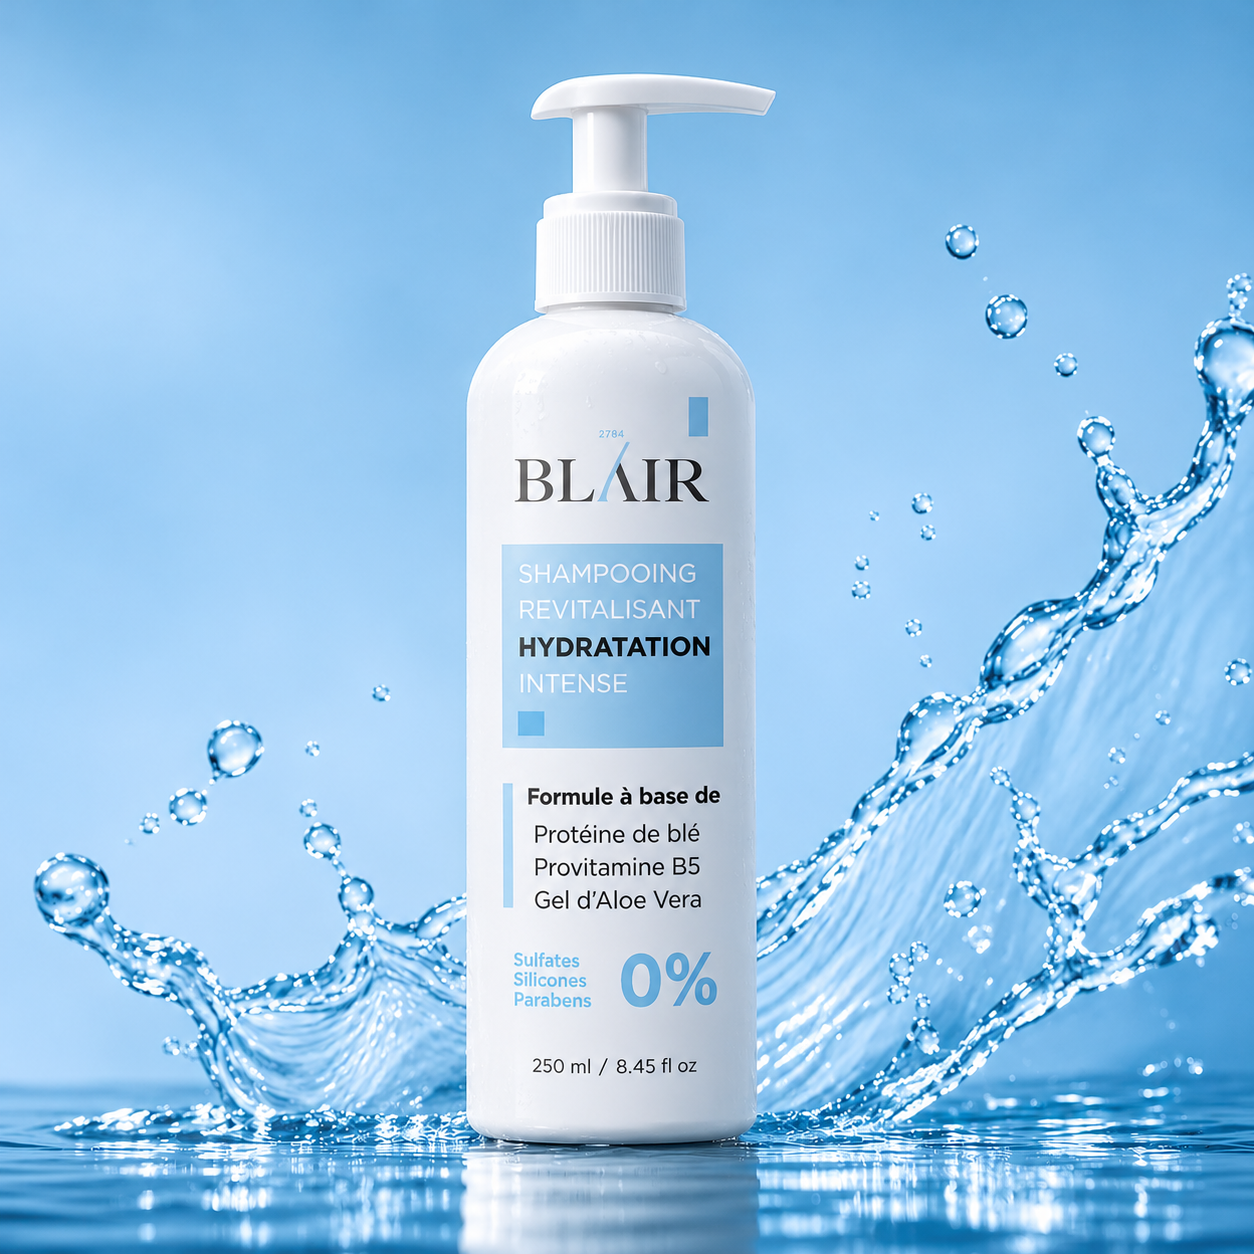 2784
BLAIR
SHAMPOOING
REVITALISANT
HYDRATATION
INTENSE
Formule à base de
Protéine de blé
Provitamine B5
Gel d'Aloe Vera
Sulfates
Silicones
Parabens
0%
250 ml / 8.45 fl oz